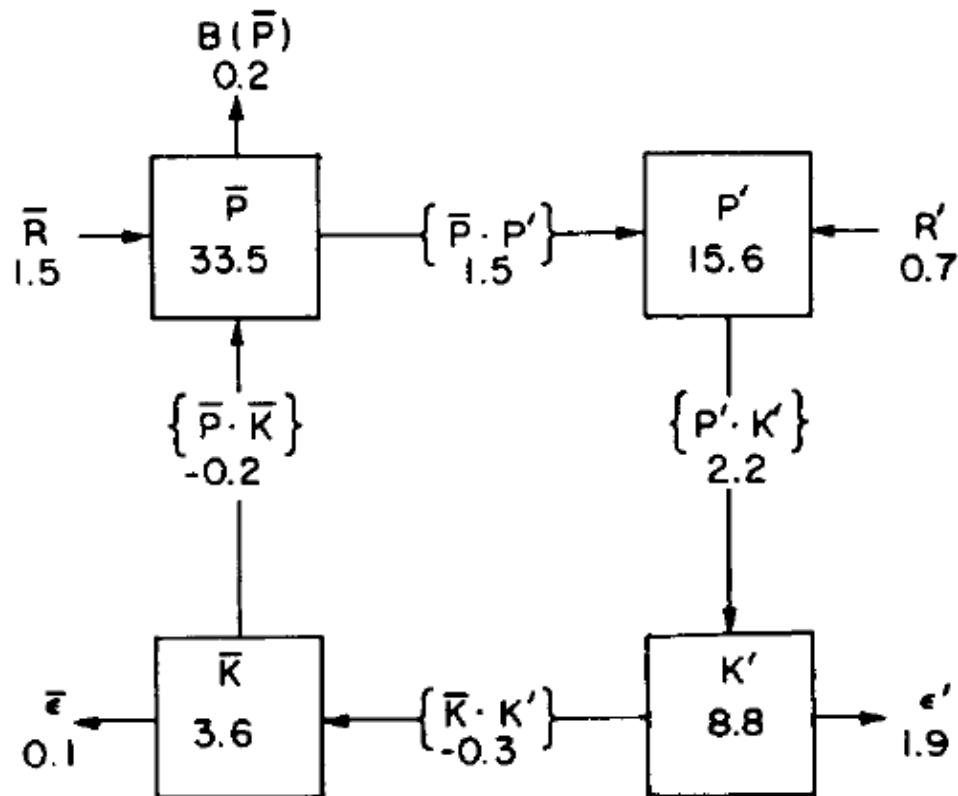 B(P̅)
0.2
P̅
33.5
R̅
1.5
{P̅ · P′}
1.5
P′
15.6
R′
0.7
{P̅ · K̅}
-0.2
{P′ · K′}
2.2
K̅
3.6
ϵ̅
0.1
{K̅ · K′}
-0.3
K′
8.8
ϵ′
1.9